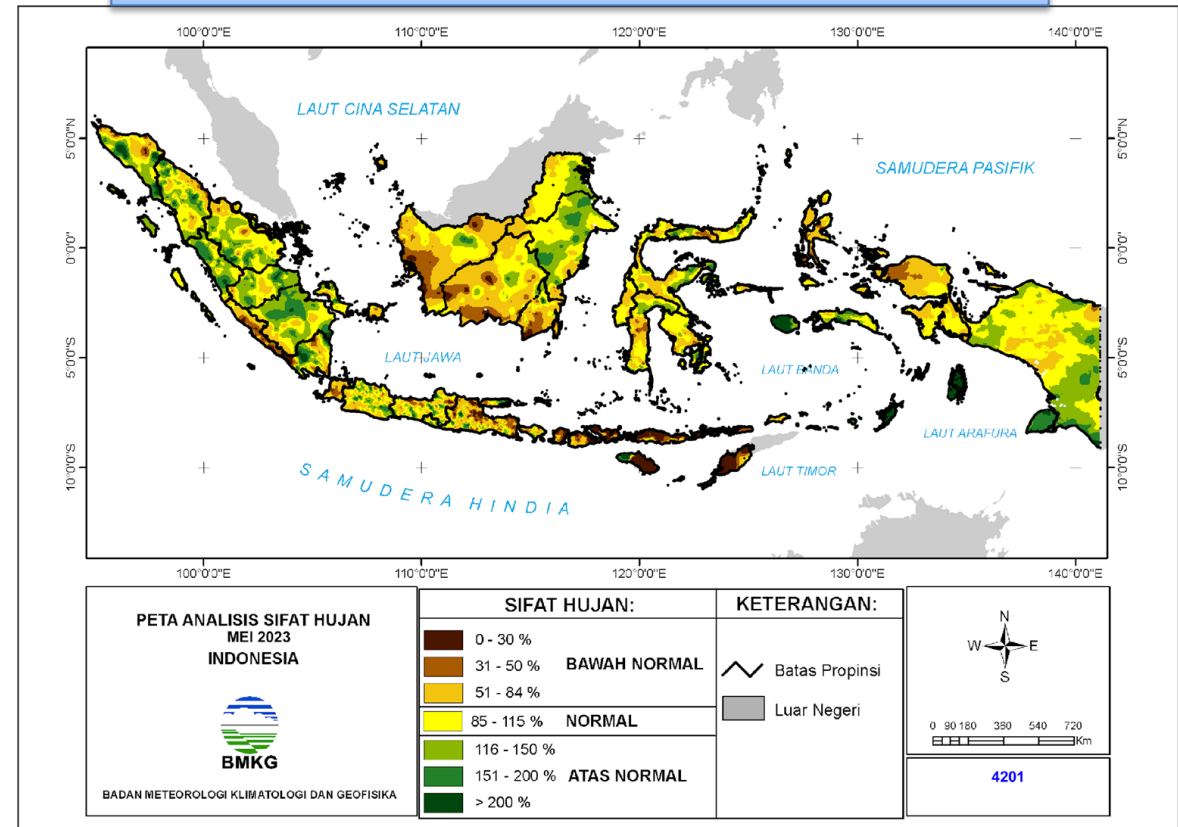 100°0'0"E 110°0'0"E 120°0'0"E 130°0'0"E 140°0'0"E
5°0'0"N
0°0'0"
5°0'0"S
10°0'0"S
LAUT CINA SELATAN
SAMUDERA PASIFIK
LAUT JAWA
LAUT BANDA
LAUT ARAFURA
LAUT TIMOR
SAMUDERA HINDIA
5°0'0"N
0°0'0"
5°0'0"S
10°0'0"S
100°0'0"E 110°0'0"E 120°0'0"E 130°0'0"E 140°0'0"E
PETA ANALISIS SIFAT HUJAN
MEI 2023
INDONESIA
BMKG
BADAN METEOROLOGI KLIMATOLOGI DAN GEOFISIKA
SIFAT HUJAN:
0 - 30 %
31 - 50 % BAWAH NORMAL
51 - 84 %
85 - 115 % NORMAL
116 - 150 %
151 - 200 % ATAS NORMAL
> 200 %
KETERANGAN:
Batas Propinsi
Luar Negeri
N
W E
S
0 90 180 360 540 720
Km
4201